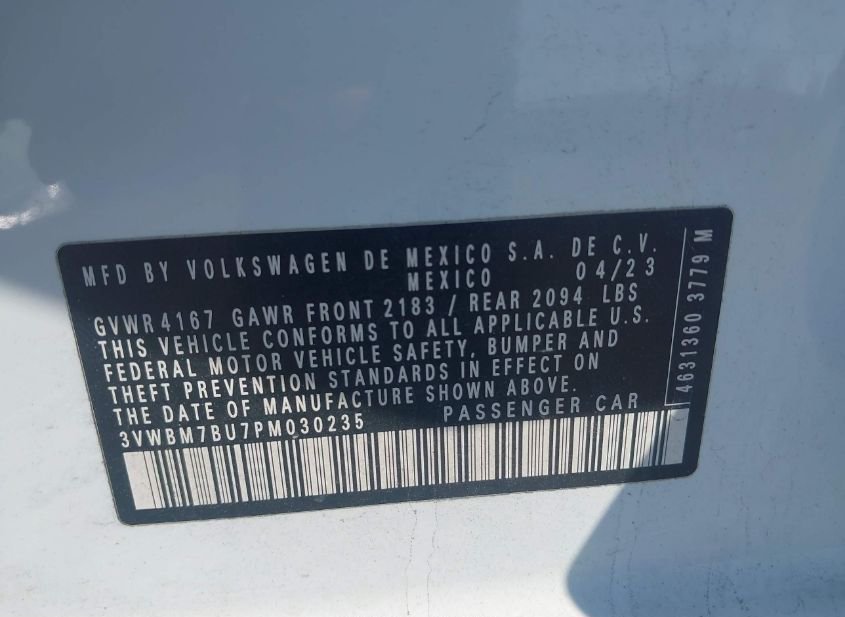 MFD BY VOLKSWAGEN DE MEXICO S.A. DE C.V.
MEXICO 04/23
GVWR 4167 GAWR FRONT 2183 / REAR 2094 LBS
THIS VEHICLE CONFORMS TO ALL APPLICABLE U.S.
FEDERAL MOTOR VEHICLE SAFETY, BUMPER AND
THEFT PREVENTION STANDARDS IN EFFECT ON
THE DATE OF MANUFACTURE SHOWN ABOVE.
3VWBM7BU7PM030235 PASSENGER CAR
4631360 3779 M